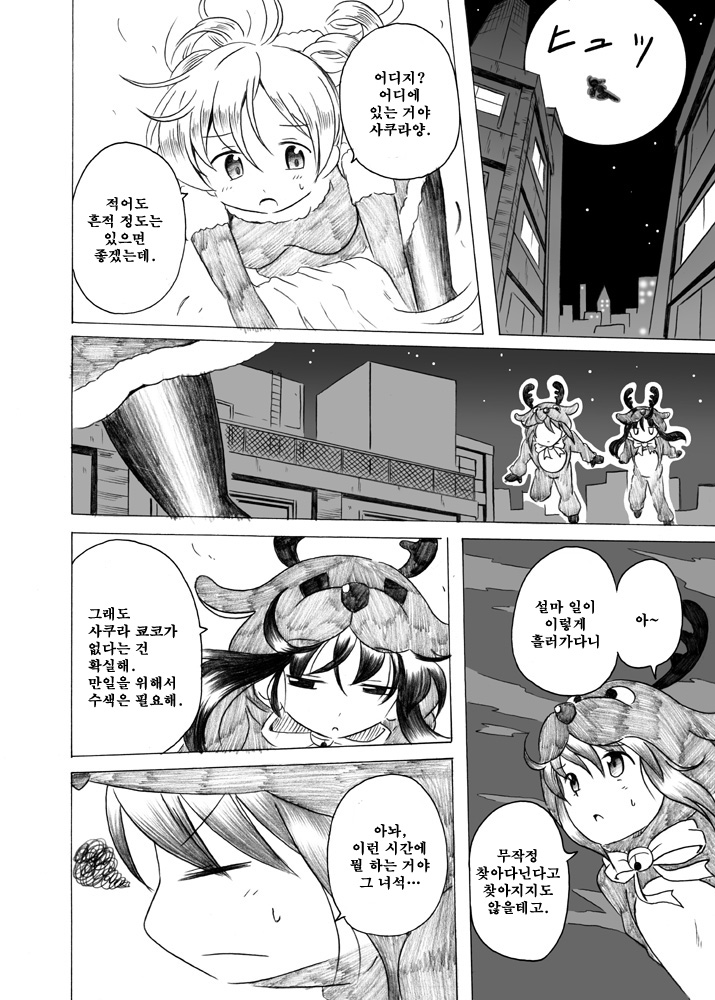 ヒュッ
어디지?
어디에
있는 거야
사쿠라양.
적어도
흔적 정도는
있으면
좋겠는데.
아~
설마 일이
이렇게
흘러가다니
무작정
찾아다닌다고
찾아지지도
않을테고.
그래도
사쿠라 쿄코가
없다는 건
확실해.
만일을 위해서
수색은 필요해.
아놔,
이런 시간에
뭘 하는 거야
그 녀석…